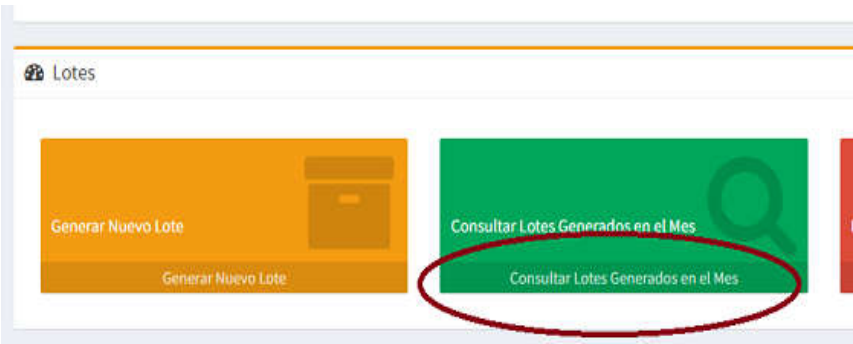 Lotes
Generar Nuevo Lote
Generar Nuevo Lote
Consultar Lotes Generados en el Mes
Consultar Lotes Generados en el Mes